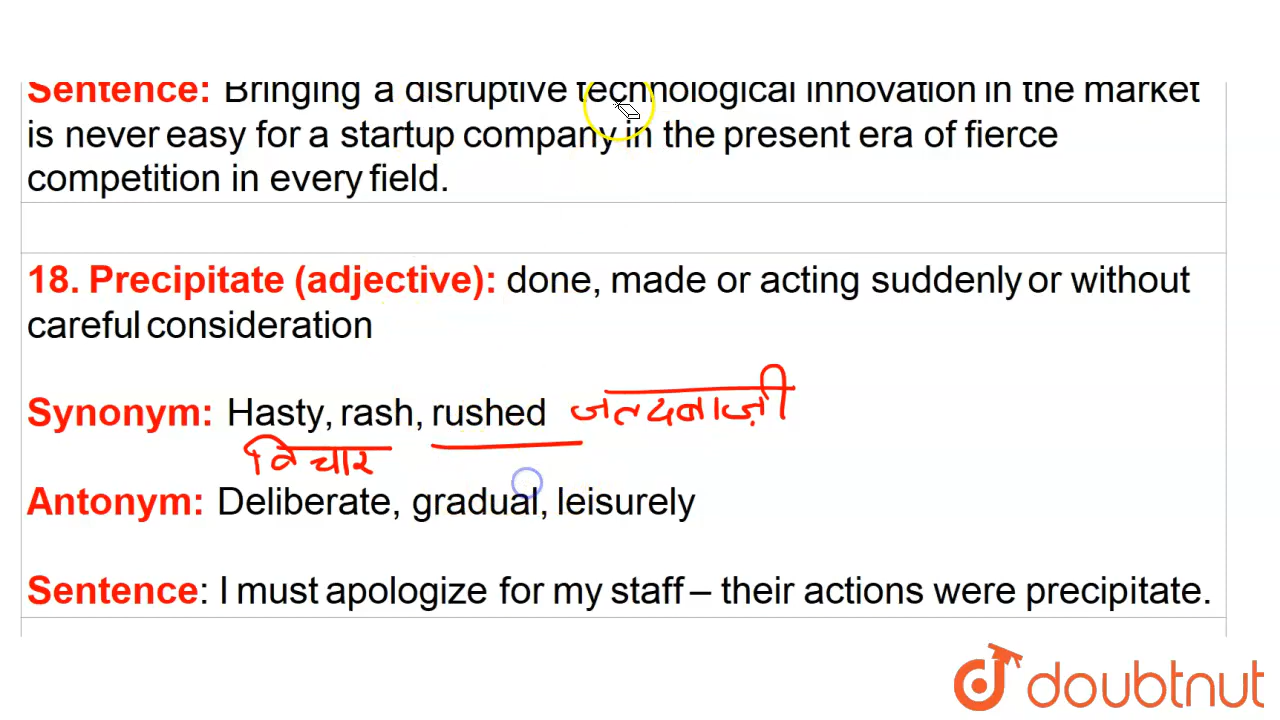 Sentence: Bringing a disruptive technological innovation in the market
is never easy for a startup company in the present era of fierce
competition in every field.
18. Precipitate (adjective): done, made or acting suddenly or without
careful consideration
Synonym: Hasty, rash, rushed जल्दबाज़ी
विचार
Antonym: Deliberate, gradual, leisurely
Sentence: I must apologize for my staff – their actions were precipitate.
doubtnut